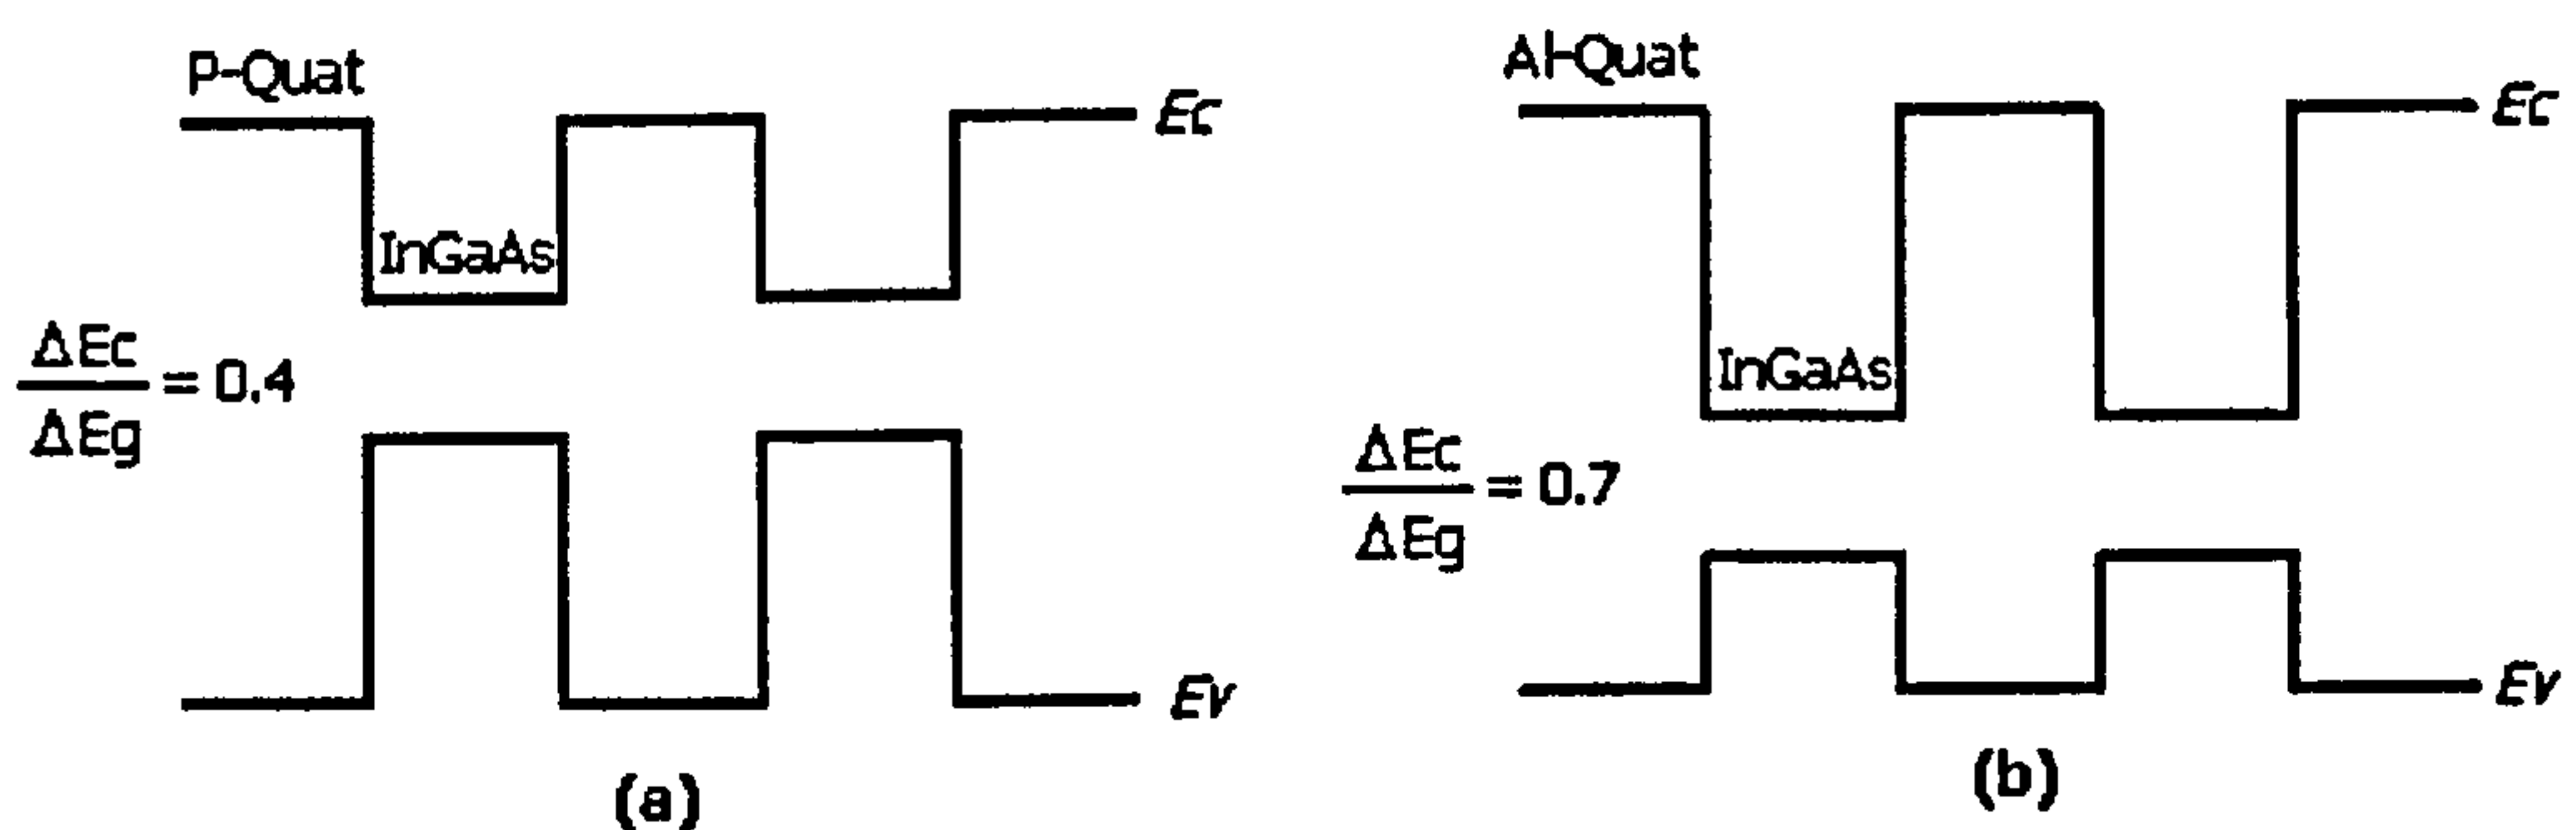 P-Quat
Ec
InGaAs
ΔEc
―― = 0.4
ΔEg
Ev
(a)
Al-Quat
Ec
InGaAs
ΔEc
―― = 0.7
ΔEg
Ev
(b)